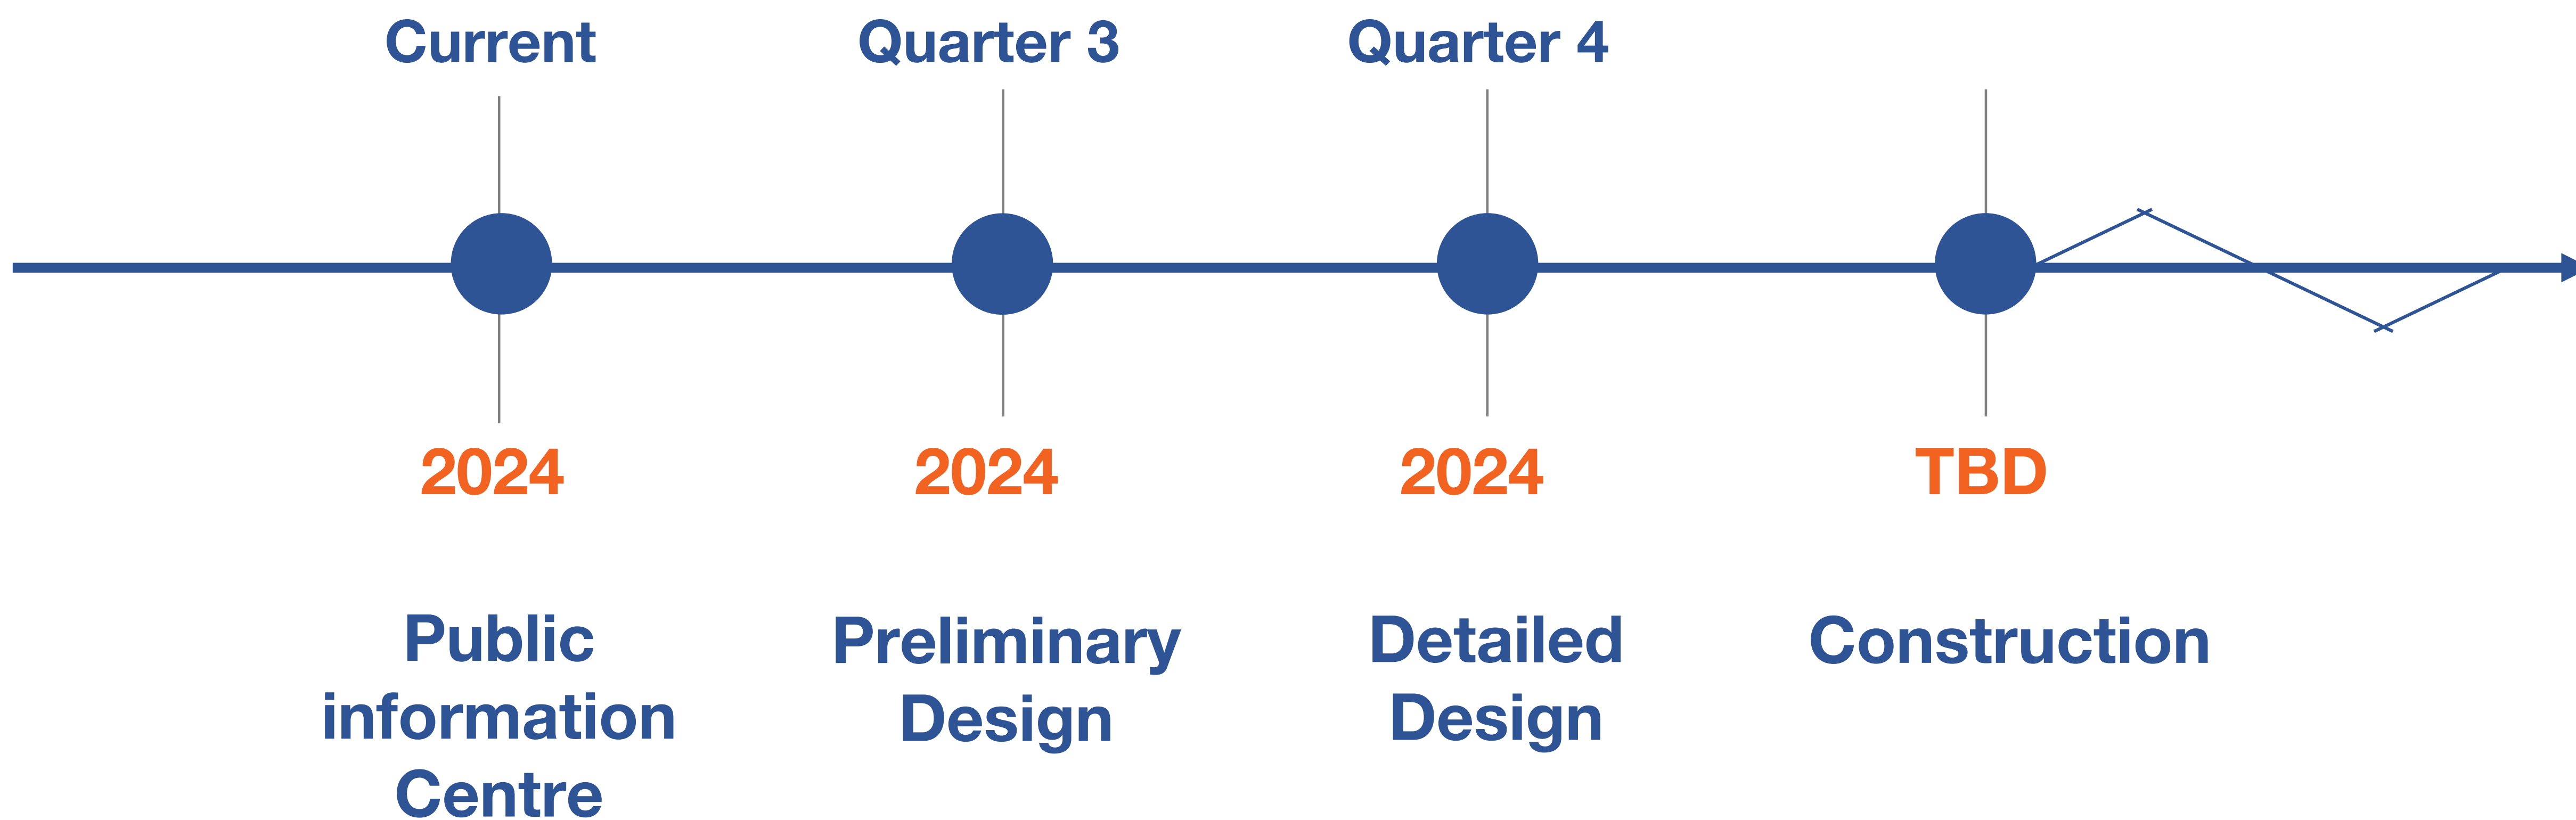 Current
Quarter 3
Quarter 4
2024
2024
2024
TBD
Public
information
Centre
Preliminary
Design
Detailed
Design
Construction